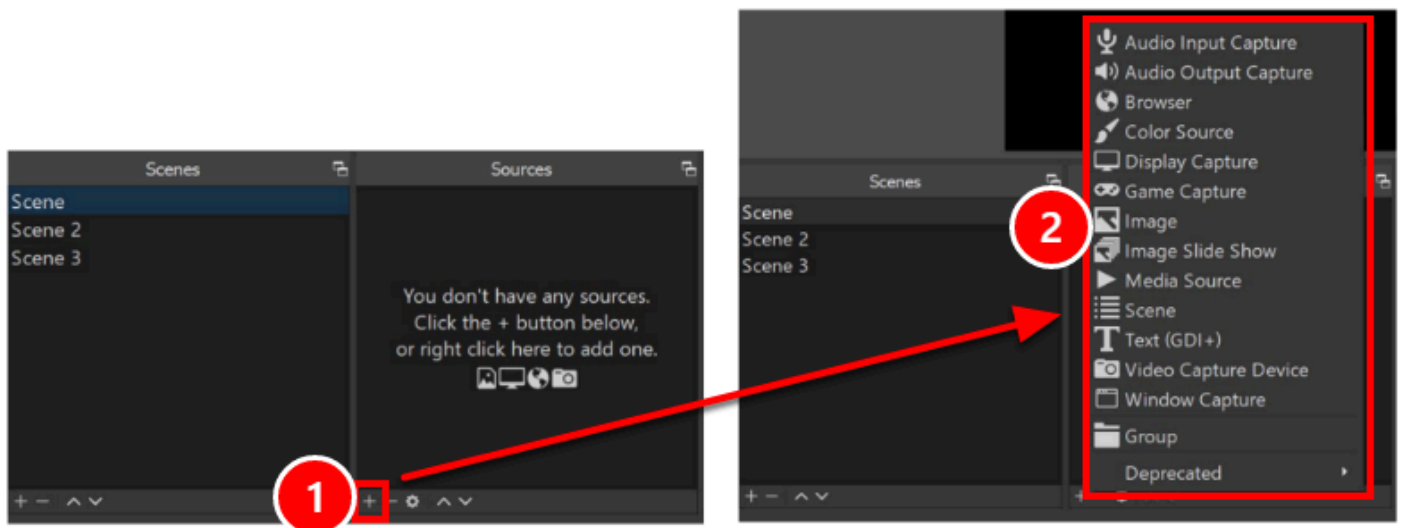 Scenes
Sources
Scene
Scene 2
Scene 3
You don't have any sources.
Click the + button below,
or right click here to add one.
1
Scenes
Scene
Scene 2
Scene 3
2
Audio Input Capture
Audio Output Capture
Browser
Color Source
Display Capture
Game Capture
Image
Image Slide Show
Media Source
Scene
Text (GDI+)
Video Capture Device
Window Capture
Group
Deprecated